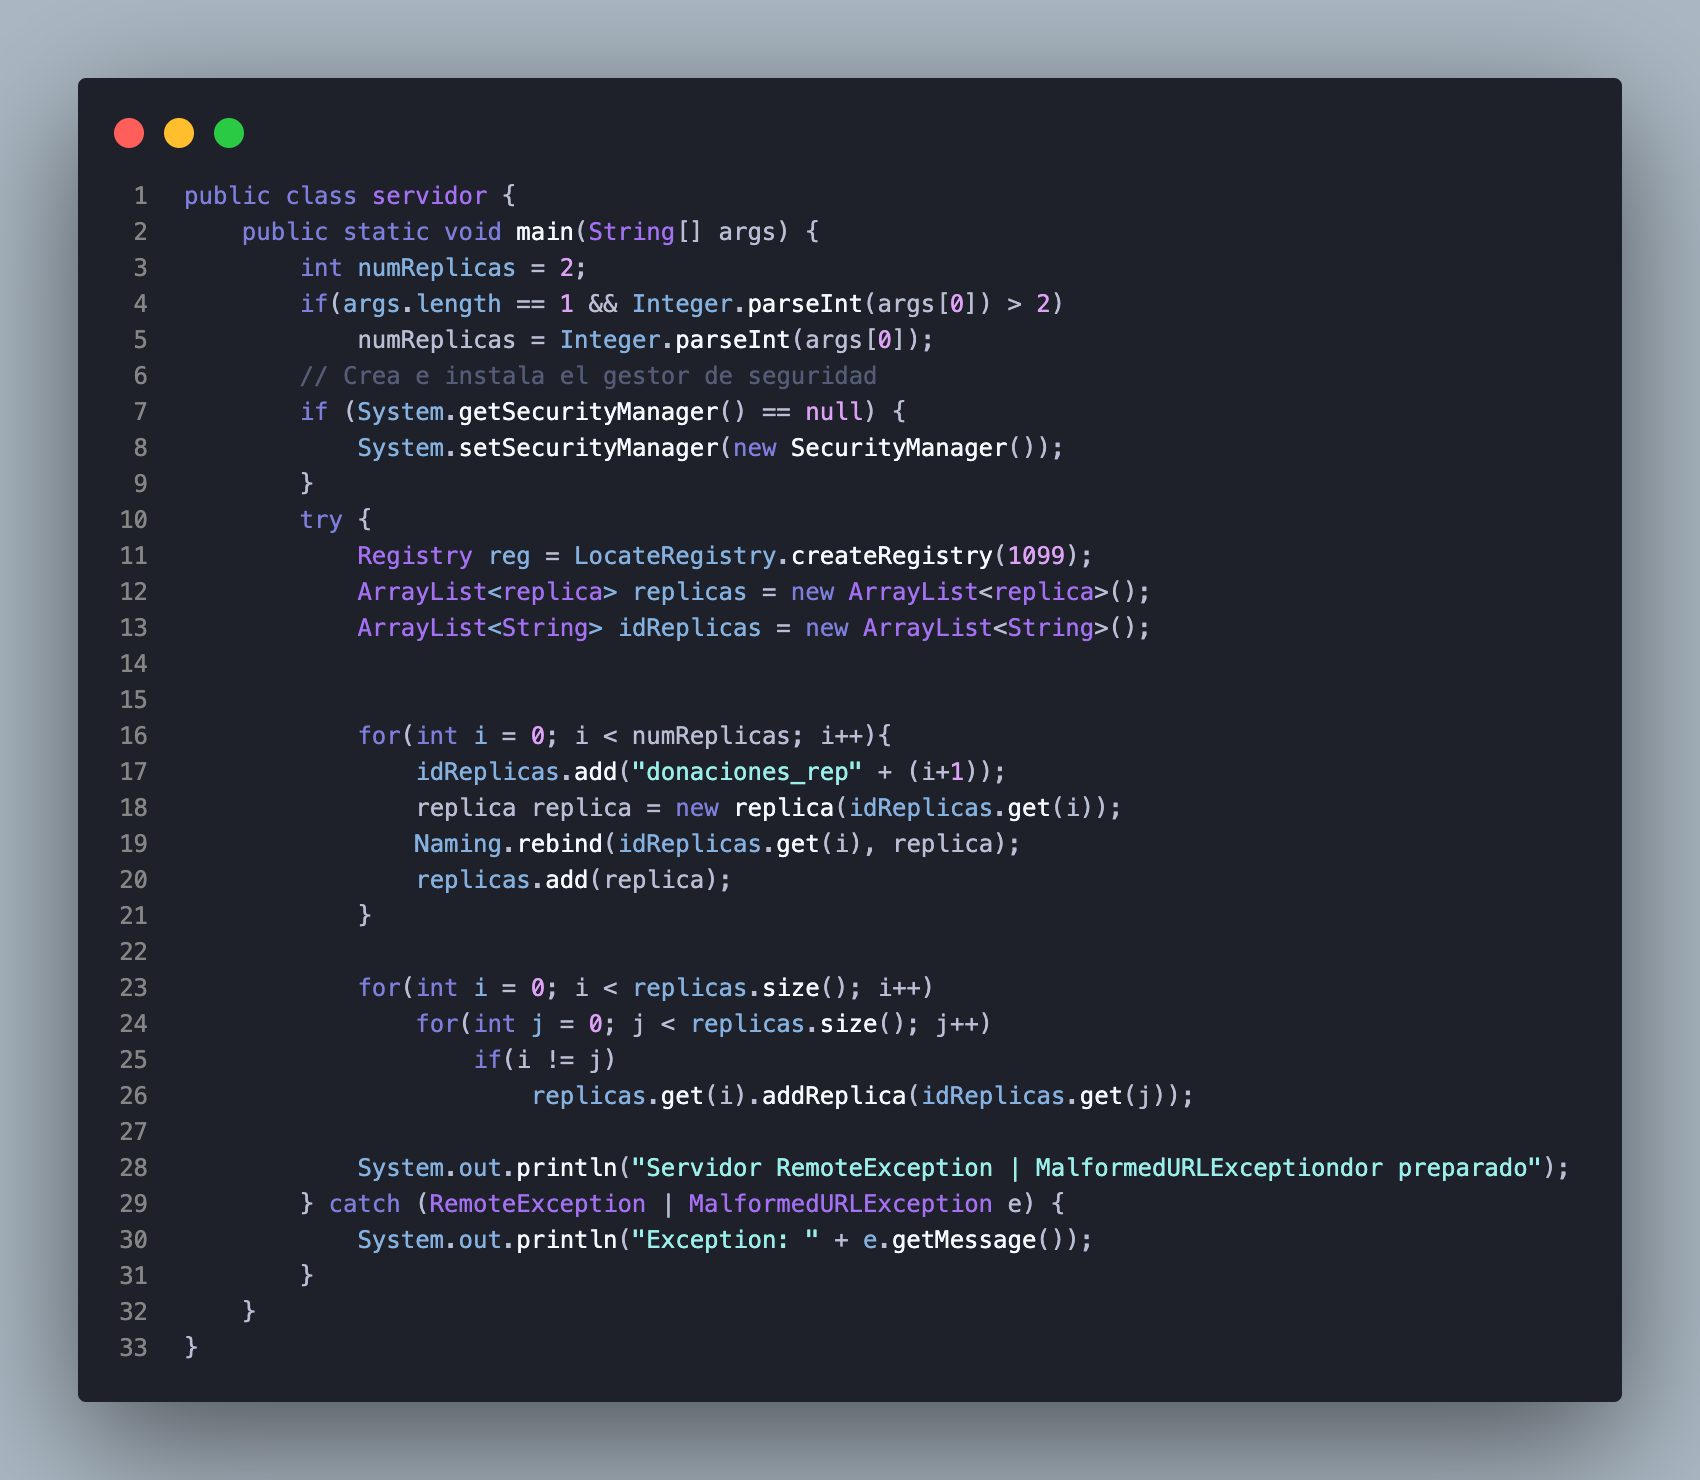 1 public class servidor {
2     public static void main(String[] args) {
3         int numReplicas = 2;
4         if(args.length == 1 && Integer.parseInt(args[0]) > 2)
5             numReplicas = Integer.parseInt(args[0]);
6         // Crea e instala el gestor de seguridad
7         if (System.getSecurityManager() == null) {
8             System.setSecurityManager(new SecurityManager());
9         }
10         try {
11             Registry reg = LocateRegistry.createRegistry(1099);
12             ArrayList<replica> replicas = new ArrayList<replica>();
13             ArrayList<String> idReplicas = new ArrayList<String>();
14
15
16             for(int i = 0; i < numReplicas; i++){
17                 idReplicas.add("donaciones_rep" + (i+1));
18                 replica replica = new replica(idReplicas.get(i));
19                 Naming.rebind(idReplicas.get(i), replica);
20                 replicas.add(replica);
21             }
22
23             for(int i = 0; i < replicas.size(); i++)
24                 for(int j = 0; j < replicas.size(); j++)
25                     if(i != j)
26                         replicas.get(i).addReplica(idReplicas.get(j));
27
28             System.out.println("Servidor RemoteException | MalformedURLExceptiondor preparado");
29         } catch (RemoteException | MalformedURLException e) {
30             System.out.println("Exception: " + e.getMessage());
31         }
32     }
33 }